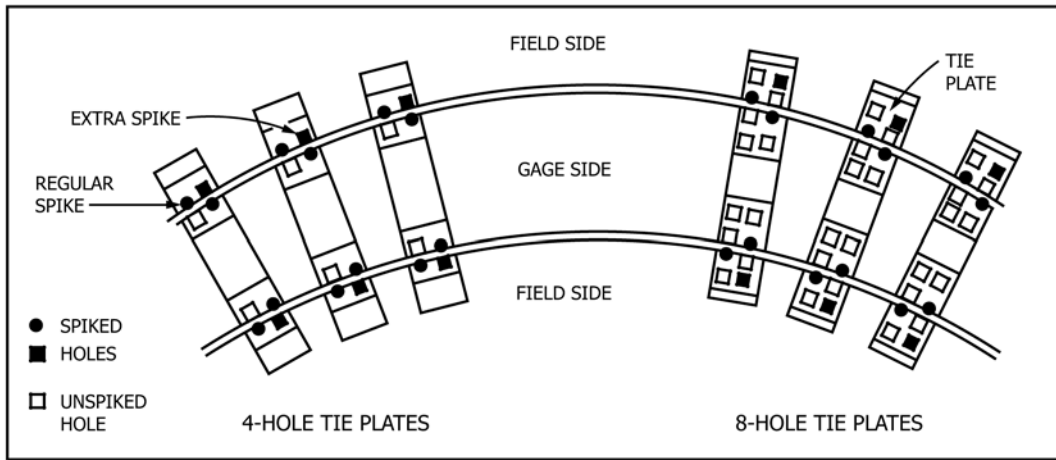 FIELD SIDE
TIE
PLATE
EXTRA SPIKE
GAGE SIDE
REGULAR
SPIKE
FIELD SIDE
SPIKED
HOLES
UNSPIKED
HOLE
4-HOLE TIE PLATES
8-HOLE TIE PLATES